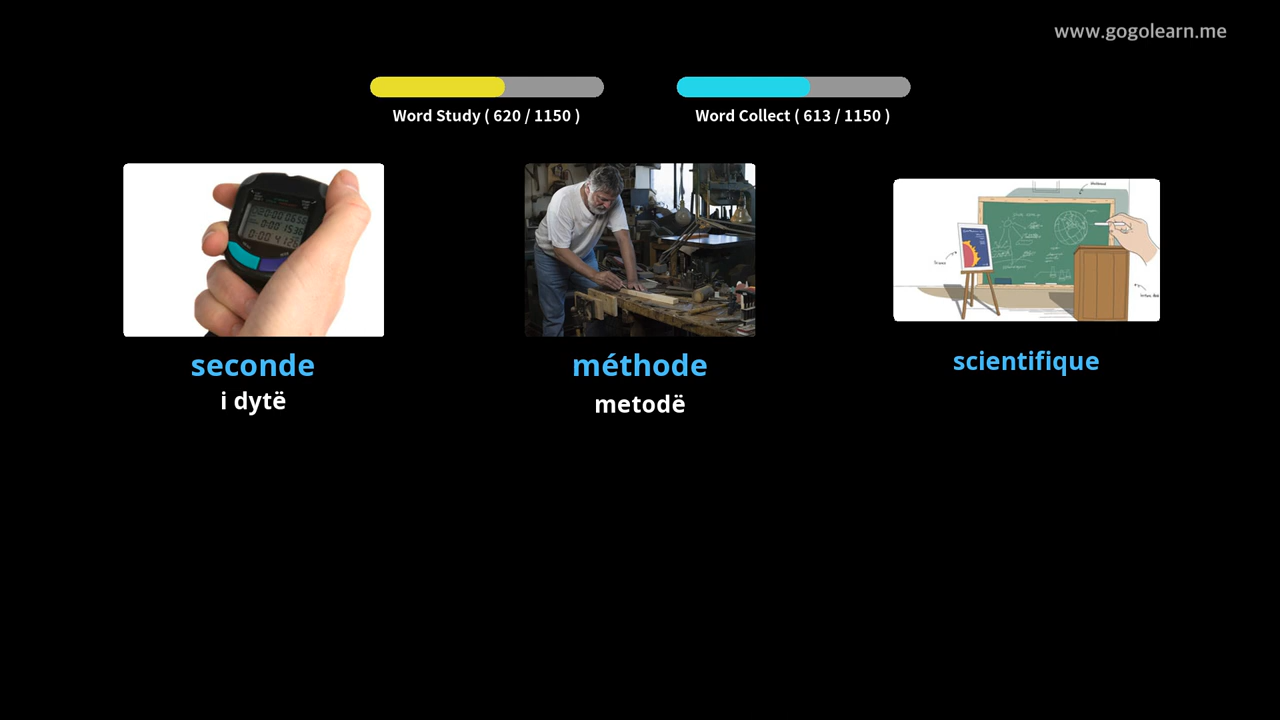 www.gogolearn.me
Word Study ( 620 / 1150 )
Word Collect ( 613 / 1150 )
seconde
méthode
scientifique
i dytë
metodë